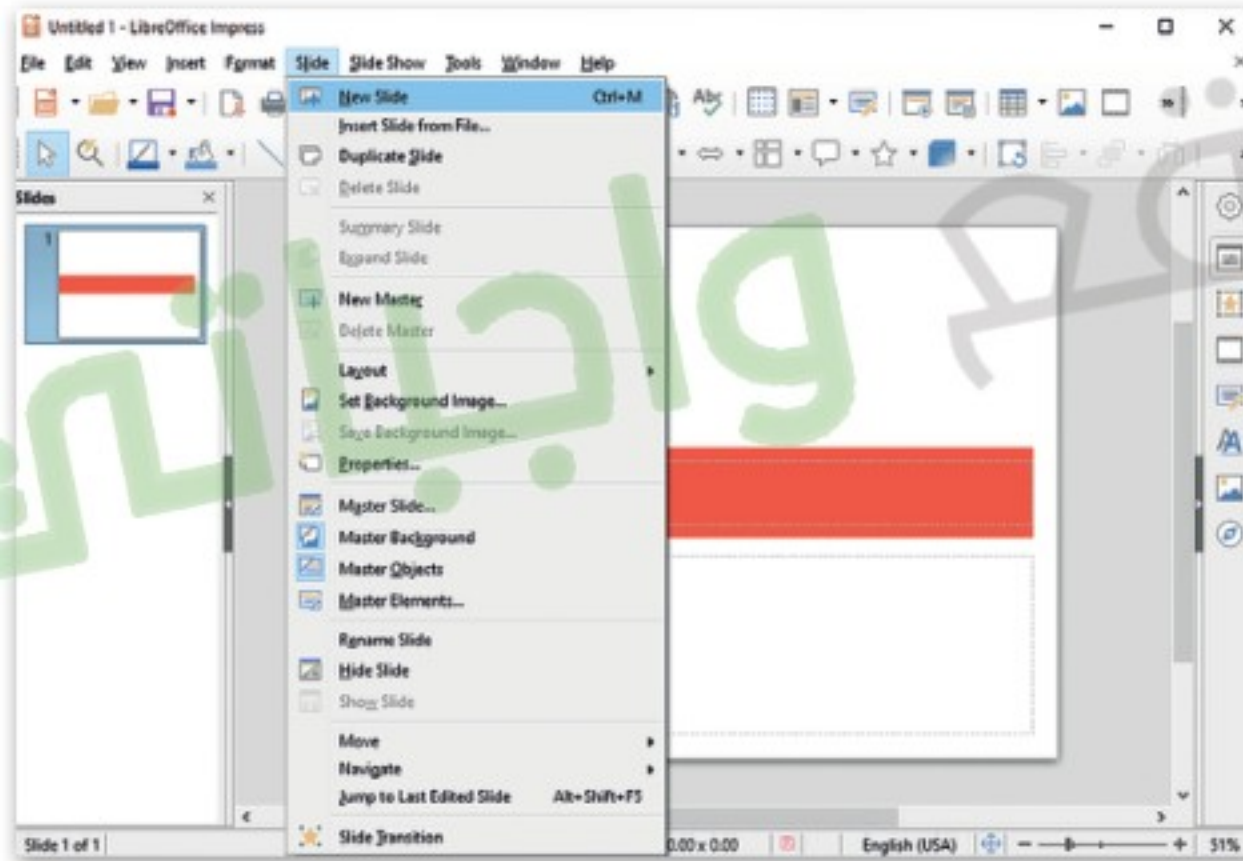 Untitled 1 - LibreOffice Impress
File Edit View Insert Format Slide Slide Show Tools Window Help
New Slide Ctrl+M
Insert Slide from File...
Duplicate Slide
Delete Slide
Slides
1
Summary Slide
Expand Slide
New Master
Delete Master
Layout
Set Background Image...
Save Background Image...
Properties...
Master Slide...
Master Background
Master Objects
Master Elements...
Rename Slide
Hide Slide
Show Slide
Move
Navigate
Jump to Last Edited Slide Alt+Shift+F5
Slide Transition
Slide 1 of 1
0.00 x 0.00
English (USA)
51%
واجباتي